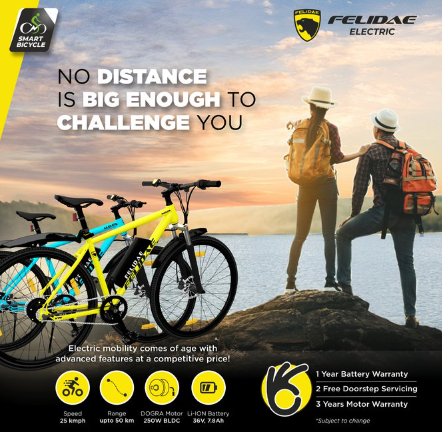 SMART
BICYCLE
FELIDAE
FELIDAE
ELECTRIC
NO DISTANCE
IS BIG ENOUGH TO
CHALLENGE YOU
FELIDAE
Electric mobility comes of age with
advanced features at a competitive price!
Speed
25 kmph
Range
upto 50 km
DOGRA Motor
250W BLDC
Li-ION Battery
36V, 7.8Ah
1 Year Battery Warranty
2 Free Doorstep Servicing
3 Years Motor Warranty
*Subject to change